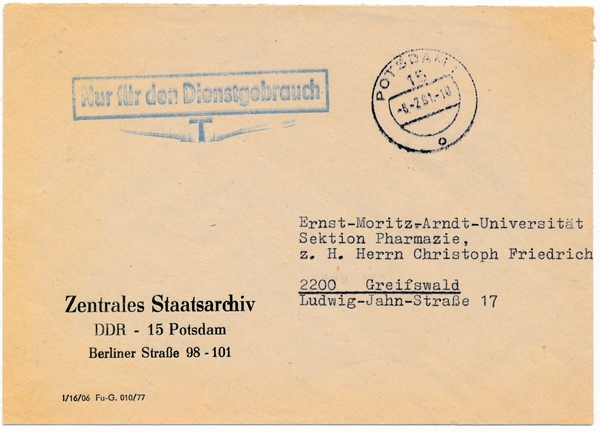 Nur für den Dienstgebrauch
T
POTSDAM 1
15
-6.-2.81.-10
o
Ernst-Moritz-Arndt-Universität
Sektion Pharmazie,
z. H. Herrn Christoph Friedrich
2200 Greifswald
Ludwig-Jahn-Straße 17
Zentrales Staatsarchiv
DDR - 15 Potsdam
Berliner Straße 98 - 101
I/16/06 Fu-G. 010/77